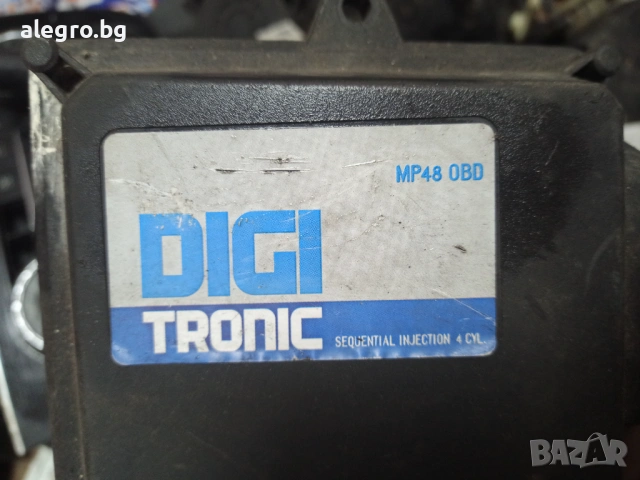 alegro.bg
MP48 OBD
DIGI
TRONIC
SEQUENTIAL INJECTION 4 CYL.
BAZAR